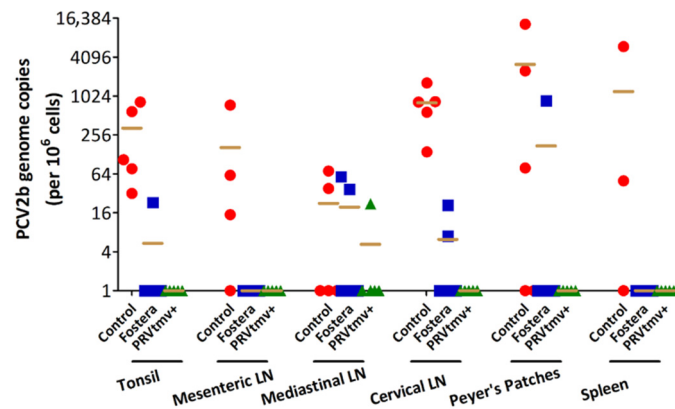 PCV2b genome copies
(per 10⁶ cells)
16,384
4096
1024
256
64
16
4
1
Control
Fostera
PRVtmv+
Control
Fostera
PRVtmv+
Control
Fostera
PRVtmv+
Control
Fostera
PRVtmv+
Control
Fostera
PRVtmv+
Control
Fostera
PRVtmv+
Tonsil
Mesenteric LN
Mediastinal LN
Cervical LN
Peyer's Patches
Spleen